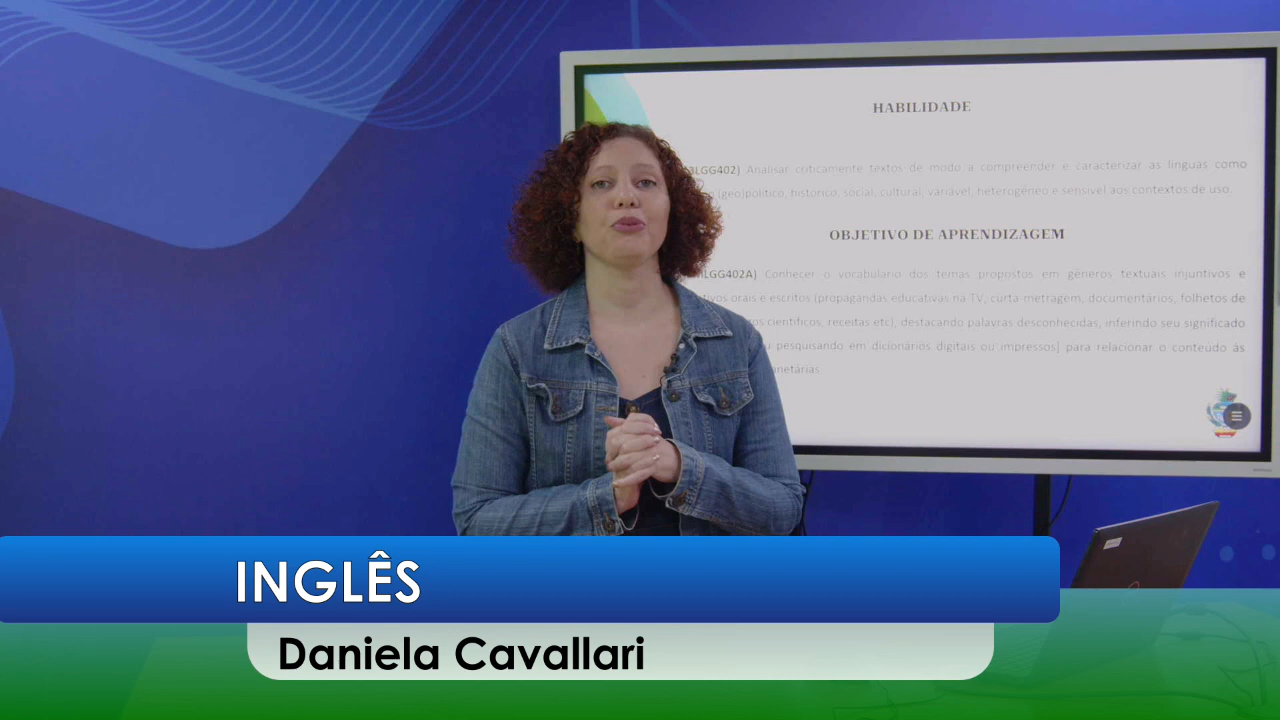 HABILIDADE
LGG402) Analisar criticamente textos de modo a compreender e caracterizar as línguas como
(geo)político, histórico, social, cultural, variável, heterogêneo e sensível aos contextos de uso.
OBJETIVO DE APRENDIZAGEM
LGG402A) Conhecer o vocabulário dos temas propostos em gêneros textuais injuntivos e
orais e escritos (propagandas educativas na TV, curta metragem, documentários, folhetos de
científicos, receitas etc), destacando palavras desconhecidas, inferindo seu significado
pesquisando em dicionários digitais ou impressos] para relacionar o conteúdo às
INGLÊS
Daniela Cavallari